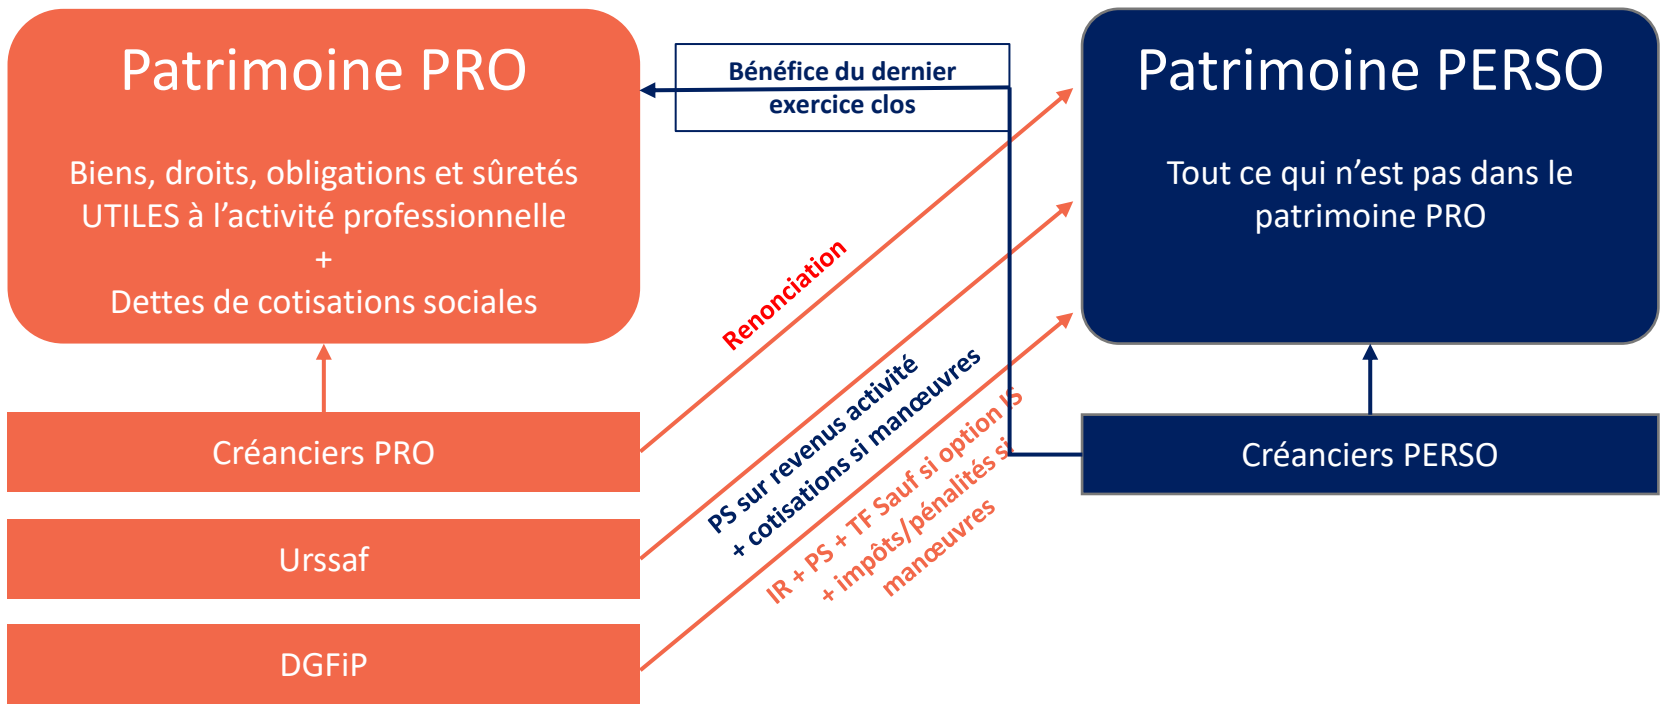 Patrimoine PRO
Biens, droits, obligations et sûretés
UTILES à l’activité professionnelle
+
Dettes de cotisations sociales
Bénéfice du dernier
exercice clos
Patrimoine PERSO
Tout ce qui n’est pas dans le
patrimoine PRO
Renonciation
PS sur revenus activité
+ cotisations si manœuvres
IR + PS + TF Sauf si option IS
+ impôts/pénalités si
manœuvres
Créanciers PRO
Créanciers PERSO
Urssaf
DGFiP